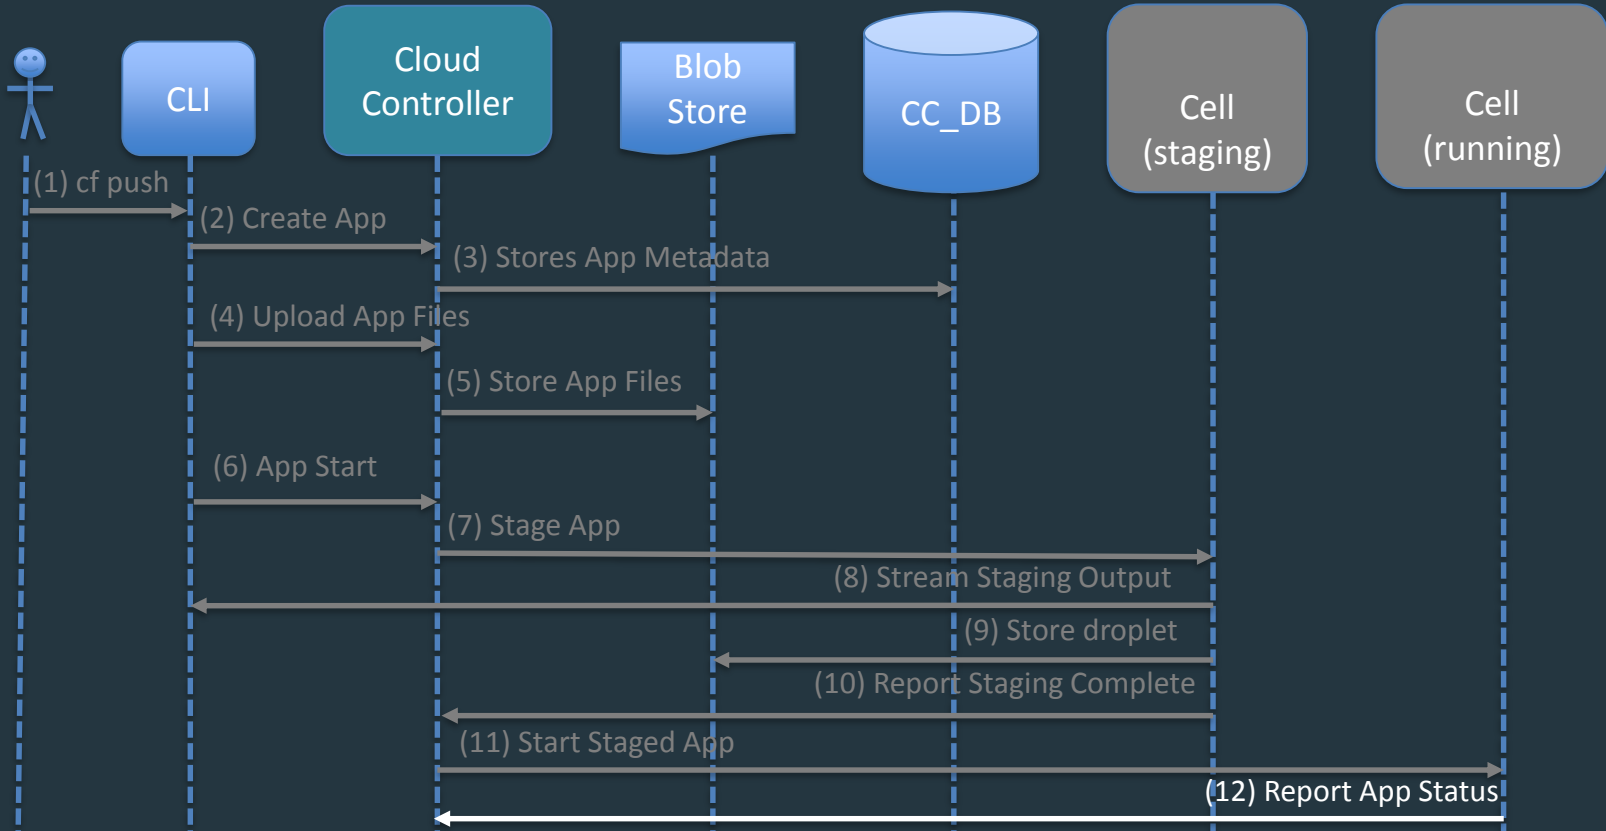 CLI
Cloud
Controller
Blob
Store
CC_DB
Cell
(staging)
Cell
(running)
(1) cf push
(2) Create App
(3) Stores App Metadata
(4) Upload App Files
(5) Store App Files
(6) App Start
(7) Stage App
(8) Stream Staging Output
(9) Store droplet
(10) Report Staging Complete
(11) Start Staged App
(12) Report App Status